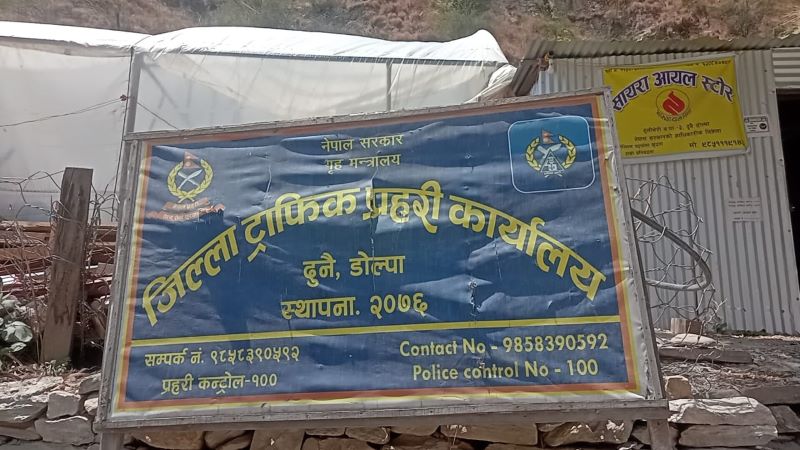 नेपाल सरकार
गृह मन्त्रालय
जिल्ला ट्राफिक प्रहरी कार्यालय
दुनै, डोल्पा
स्थापना. २०७६
सम्पर्क नं. ९८५८३९०५९२
प्रहरी कन्ट्रोल-१००
Contact No - 9858390592
Police control No - 100
सायरा आयल स्टोर